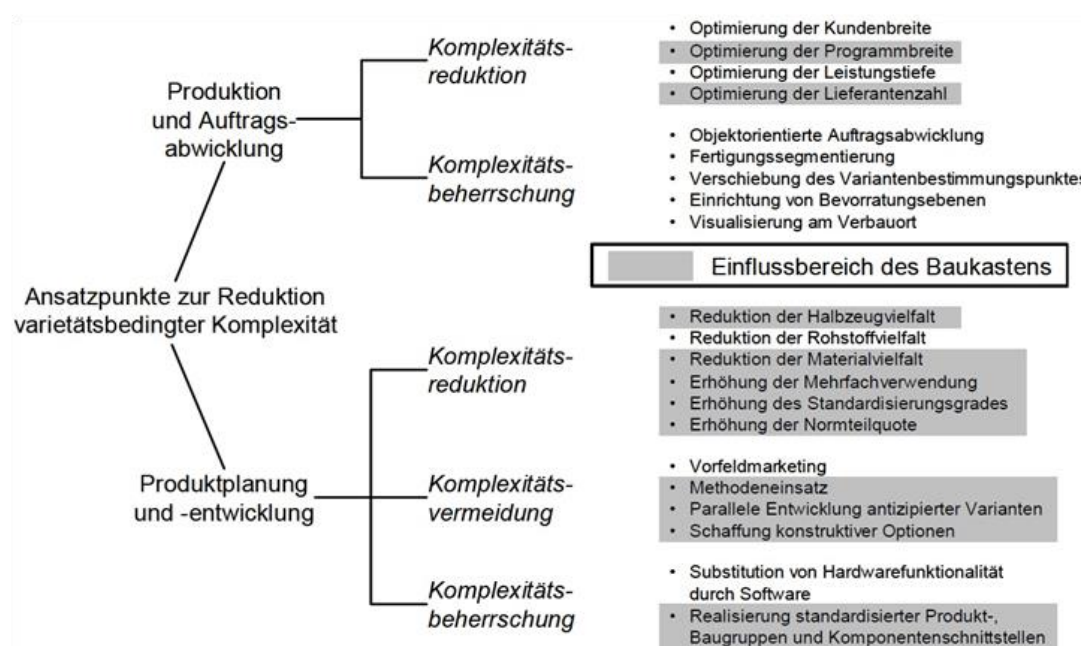 Ansatzpunkte zur Reduktion
varietätsbedingter Komplexität
Produktion
und Auftrags-
abwicklung
Komplexitäts-
reduktion
• Optimierung der Kundenbreite
• Optimierung der Programmbreite
• Optimierung der Leistungstiefe
• Optimierung der Lieferantenzahl
Komplexitäts-
beherrschung
• Objektorientierte Auftragsabwicklung
• Fertigungssegmentierung
• Verschiebung des Variantenbestimmungspunktes
• Einrichtung von Bevorratungsebenen
• Visualisierung am Verbauort
Einflussbereich des Baukastens
Produktplanung
und -entwicklung
Komplexitäts-
reduktion
• Reduktion der Halbzeugvielfalt
• Reduktion der Rohstoffvielfalt
• Reduktion der Materialvielfalt
• Erhöhung der Mehrfachverwendung
• Erhöhung des Standardisierungsgrades
• Erhöhung der Normteilquote
Komplexitäts-
vermeidung
• Vorfeldmarketing
• Methodeneinsatz
• Parallele Entwicklung antizipierter Varianten
• Schaffung konstruktiver Optionen
Komplexitäts-
beherrschung
• Substitution von Hardwarefunktionalität
durch Software
• Realisierung standardisierter Produkt-,
Baugruppen und Komponentenschnittstellen